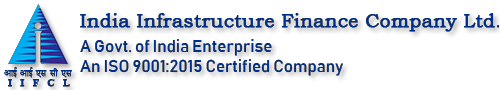 India Infrastructure Finance Company Ltd.
A Govt. of India Enterprise
An ISO 9001:2015 Certified Company
आई आई एफ सी एल
I I F C L